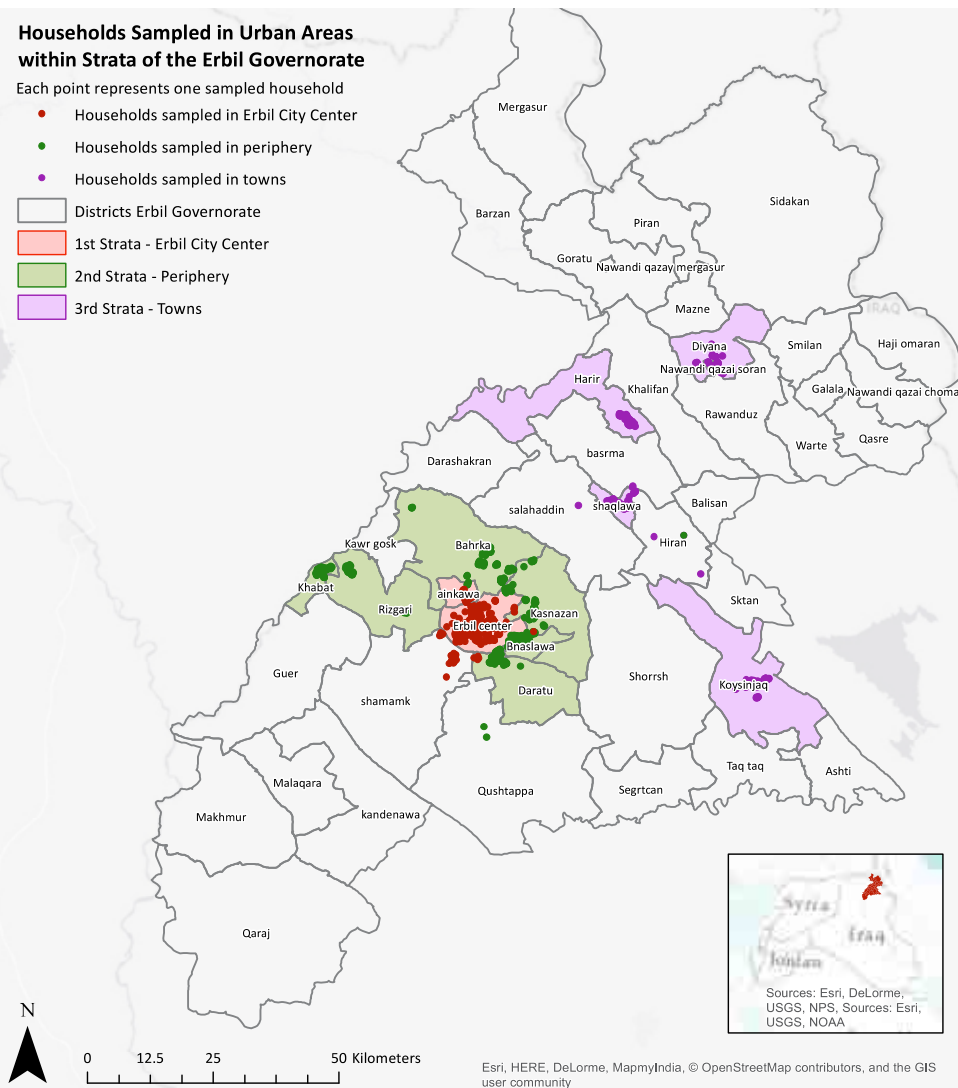 Households Sampled in Urban Areas
within Strata of the Erbil Governorate
Each point represents one sampled household
Households sampled in Erbil City Center
Households sampled in periphery
Households sampled in towns
Districts Erbil Governorate
1st Strata - Erbil City Center
2nd Strata - Periphery
3rd Strata - Towns
Mergasur
Sidakan
Barzan
Piran
Goratu
Nawandi qazay mergasur
IRAQ
Mazne
Diyana
Smilan
Haji omaran
Nawandi qazai soran
Harir
Khalifan
Galala
Nawandi qazai choma
Rawanduz
Warte
Qasre
basrma
Darashakran
salahaddin
shaqlawa
Balisan
Kawr gosk
Bahrka
Hiran
Khabat
ainkawa
Rizgari
Kasnazan
Sktan
Erbil center
Bnaslawa
Guer
shamamk
Daratu
Shorrsh
Koysinjaq
Malaqara
Qushtappa
Segrtcan
Taq taq
Ashti
Makhmur
kandenawa
Qaraj
Syria
Iraq
Jordan
Sources: Esri, DeLorme,
USGS, NPS, Sources: Esri,
USGS, NOAA
N
0 12.5 25 50 Kilometers
Esri, HERE, DeLorme, MapmyIndia, © OpenStreetMap contributors, and the GIS
user community